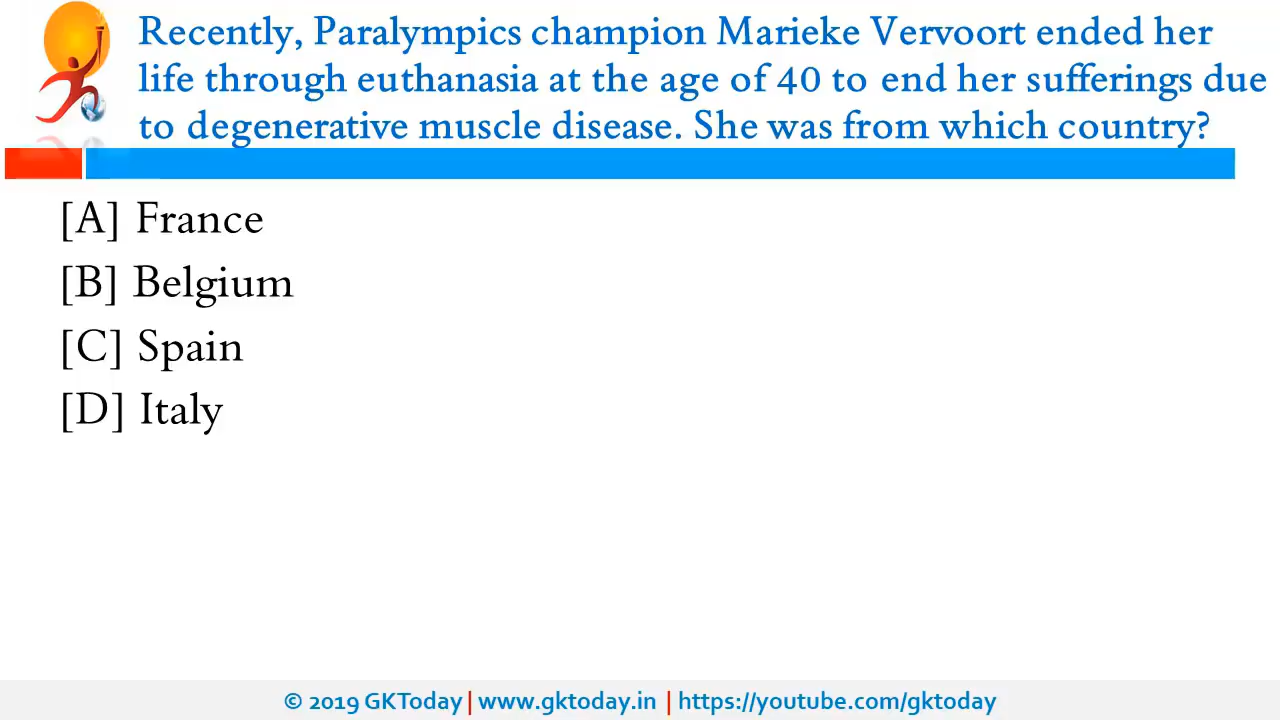 Recently, Paralympics champion Marieke Vervoort ended her
life through euthanasia at the age of 40 to end her sufferings due
to degenerative muscle disease. She was from which country?
[A] France
[B] Belgium
[C] Spain
[D] Italy
© 2019 GKToday | www.gktoday.in | https://youtube.com/gktoday